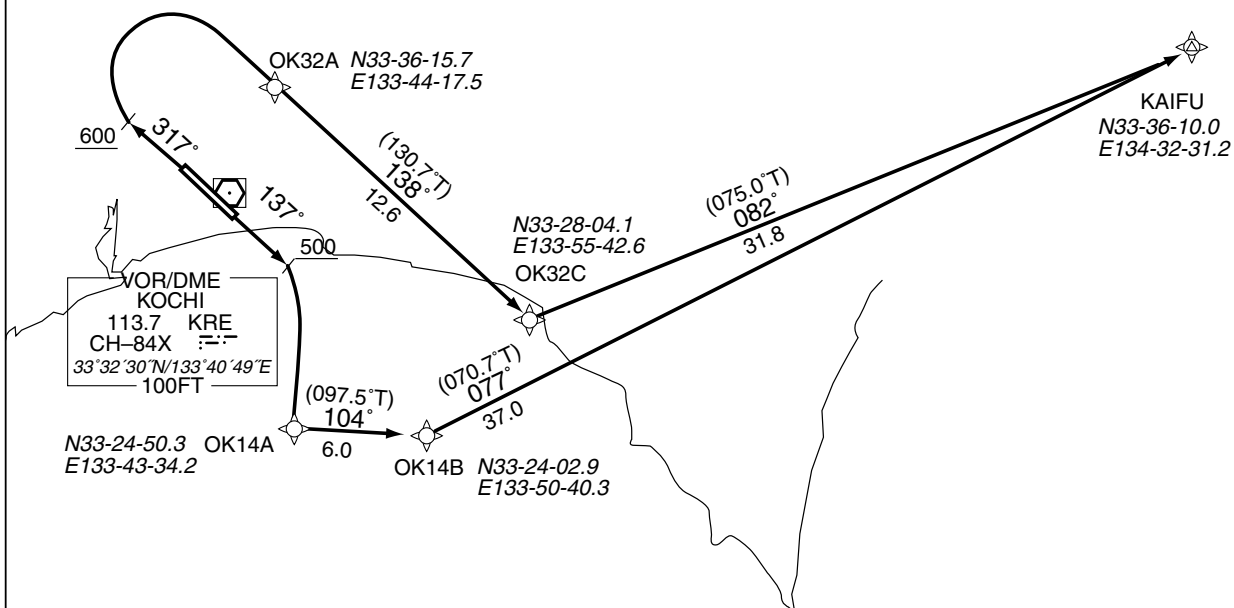 OK32A
N33-36-15.7
E133-44-17.5
KAIFU
N33-36-10.0
E134-32-31.2
600
317°
(130.7°T)
138°
12.6
137°
(075.0°T)
082°
31.8
N33-28-04.1
E133-55-42.6
OK32C
500
VOR/DME
KOCHI
113.7 KRE
CH–84X
33°32´30˝N/133°40´49˝E
100FT
(070.7°T)
077°
37.0
(097.5°T)
104°
6.0
N33-24-50.3
E133-43-34.2
OK14A
OK14B
N33-24-02.9
E133-50-40.3